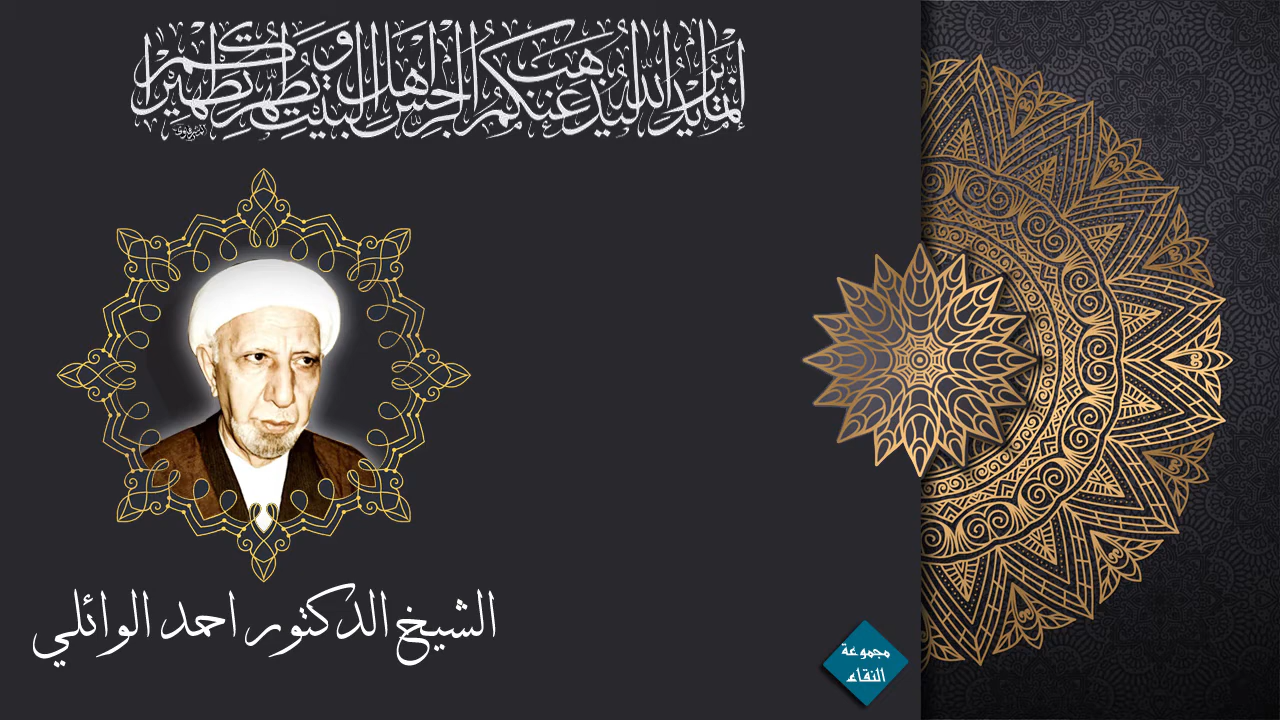 إنما يريد الله ليذهب عنكم الرجس أهل البيت ويطهركم تطهيرا
الشيخ الدكتور احمد الوائلي
مجموعة
النقاء